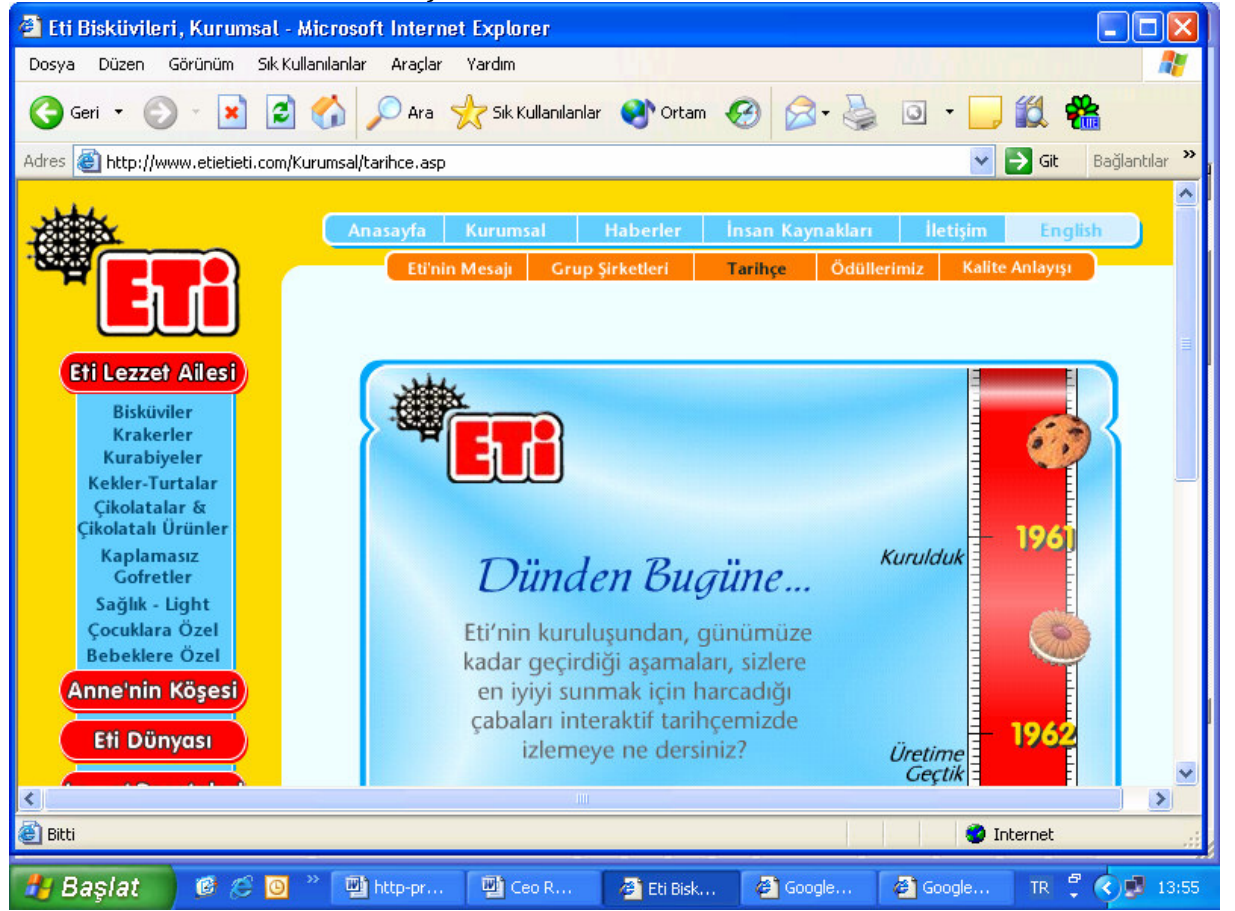 Eti Bisküvileri, Kurumsal - Microsoft Internet Explorer
Dosya Düzen Görünüm Sık Kullanılanlar Araçlar Yardım
Geri Ara Sık Kullanılanlar Ortam LITE
Adres http://www.etietieti.com/Kurumsal/tarihce.asp Git Bağlantılar »
Anasayfa Kurumsal Haberler İnsan Kaynakları İletişim English
Eti'nin Mesajı Grup Şirketleri Tarihçe Ödüllerimiz Kalite Anlayışı
ETİ
Eti Lezzet Ailesi
Bisküviler
Krakerler
Kurabiyeler
Kekler-Turtalar
Çikolatalar &
Çikolatalı Ürünler
Kaplamasız
Gofretler
Sağlık - Light
Çocuklara Özel
Bebeklere Özel
Anne'nin Köşesi
Eti Dünyası
ETİ
Dünden Bugüne...
Eti'nin kuruluşundan, günümüze
kadar geçirdiği aşamaları, sizlere
en iyiyi sunmak için harcadığı
çabaları interaktif tarihçemizde
izlemeye ne dersiniz?
Kurulduk 1961
Üretime
Geçtik
1962
Bitti Internet
Başlat » http-pr... Ceo R... Eti Bisk... Google... Google... TR 13:55